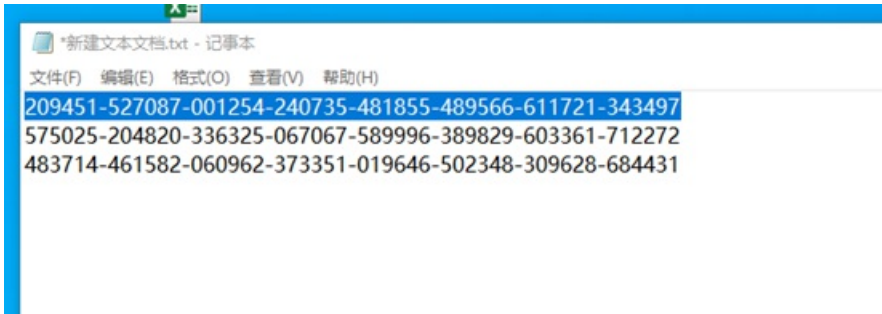 *新建文本文档.txt - 记事本
文件(F) 编辑(E) 格式(O) 查看(V) 帮助(H)
209451-527087-001254-240735-481855-489566-611721-343497
575025-204820-336325-067067-589996-389829-603361-712272
483714-461582-060962-373351-019646-502348-309628-684431